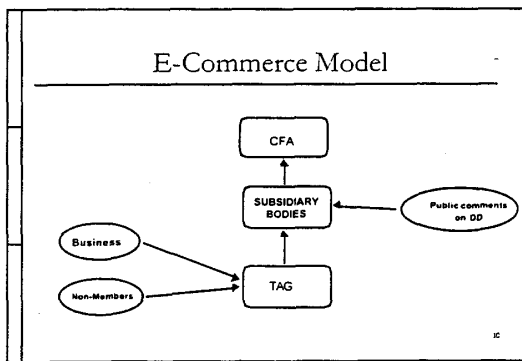 E-Commerce Model
CFA
SUBSIDIARY
BODIES
Public comments
on DD
Business
Non-Members
TAG